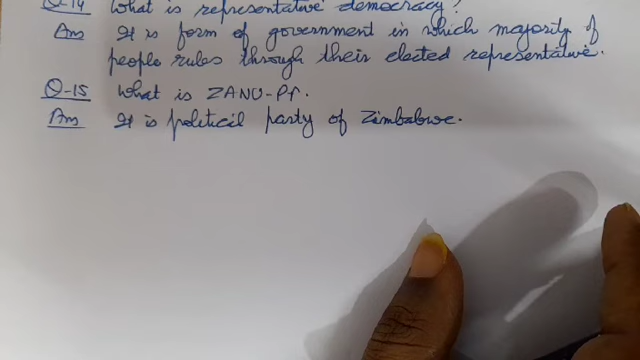 Q-14 What is representative democracy?
Ans It is form of government in which majority of
people rules through their elected representative.
Q-15 What is ZANU-PF.
Ans It is political party of Zimbabwe.